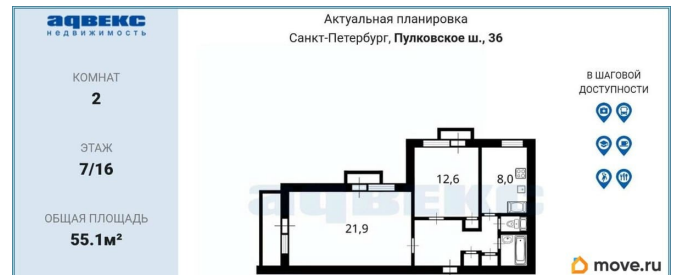 адвекс
НЕДВИЖИМОСТЬ
КОМНАТ
2
ЭТАЖ
7/16
ОБЩАЯ ПЛОЩАДЬ
55.1м²
Актуальная планировка
Санкт-Петербург, Пулковское ш., 36
12,6
8,0
21,9
адвекс
В ШАГОВОЙ
ДОСТУПНОСТИ
move.ru